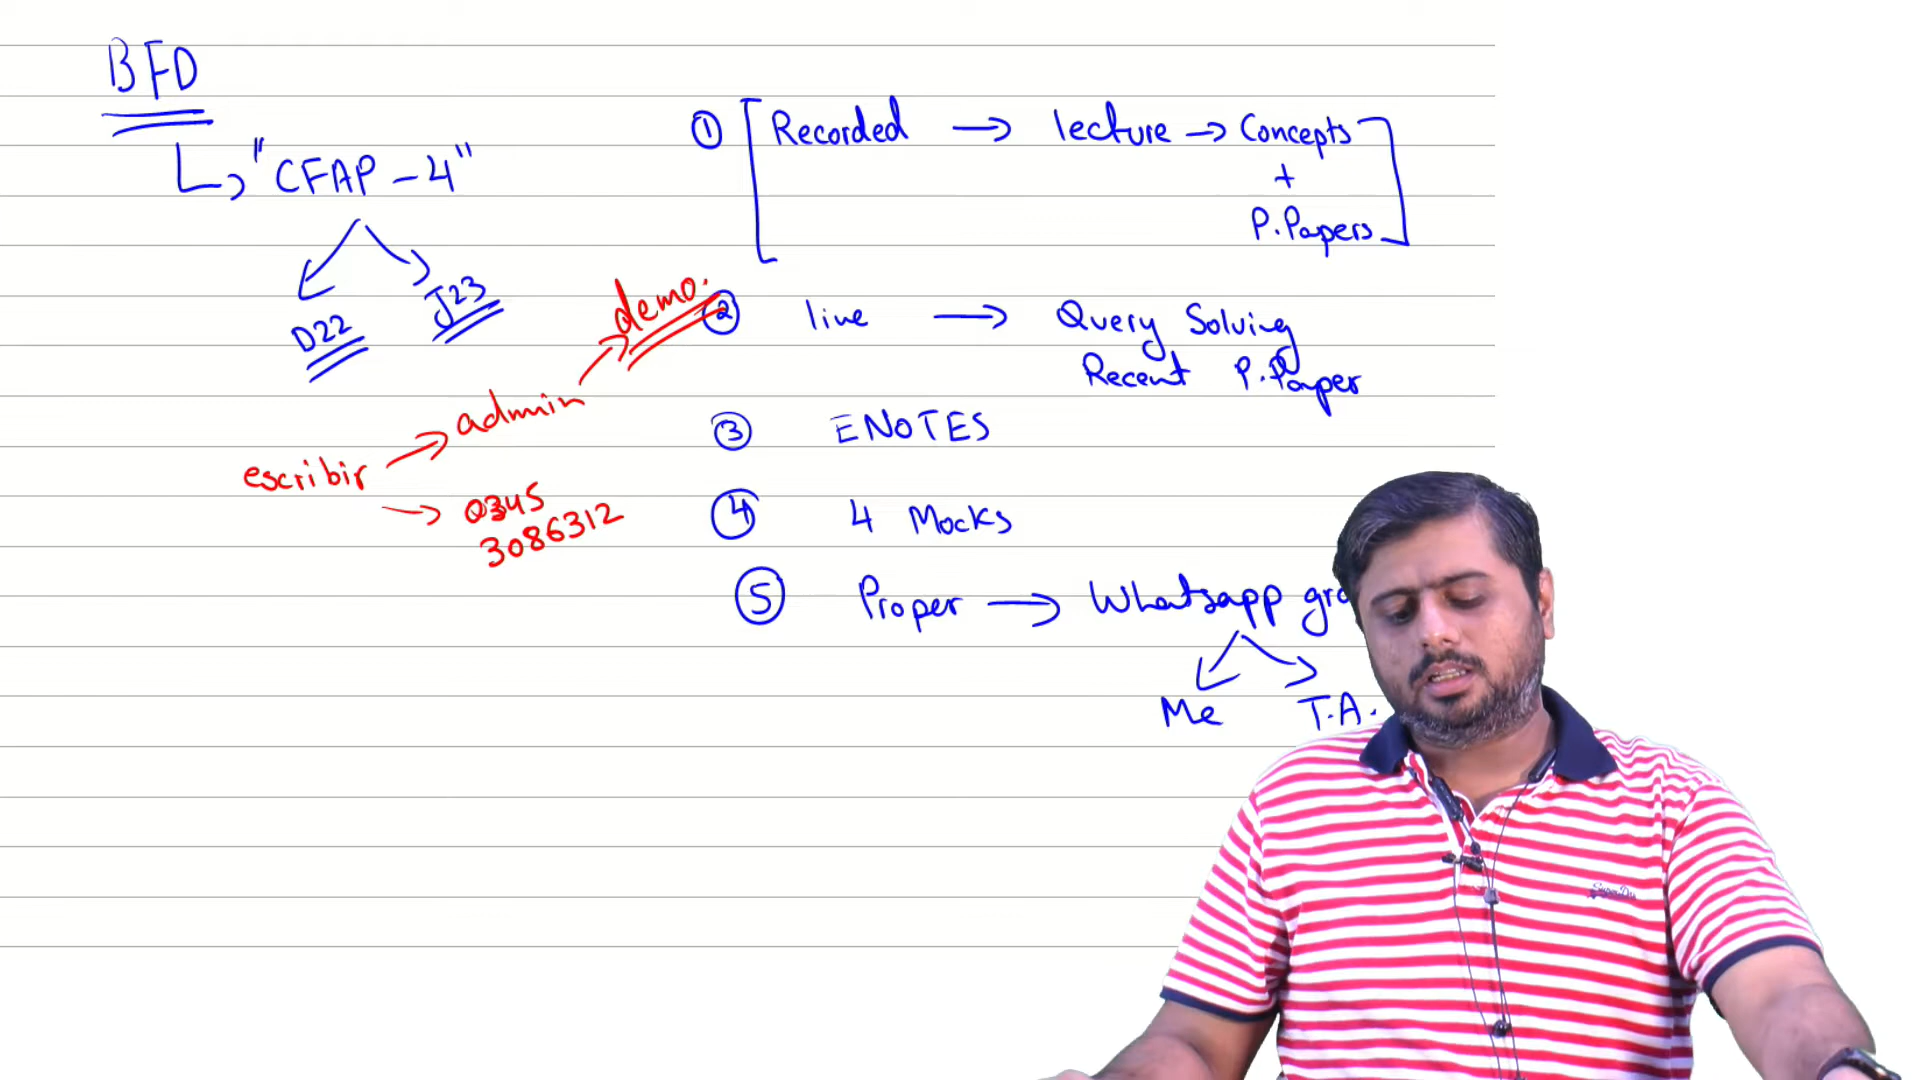 BFD
"CFAP - 4"
D22
J23
① Recorded → lecture → Concepts
+
P.Papers
② live → Query Solving
Recent P.Paper
③ ENOTES
④ 4 Mocks
⑤ Proper → Whatsapp gro
Me T.A.
escribir → admin → demo.
→ 0345
3086312